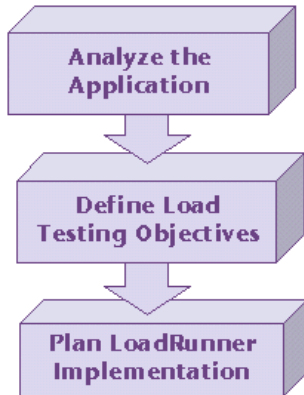 Analyze the
Application
Define Load
Testing Objectives
Plan LoadRunner
Implementation